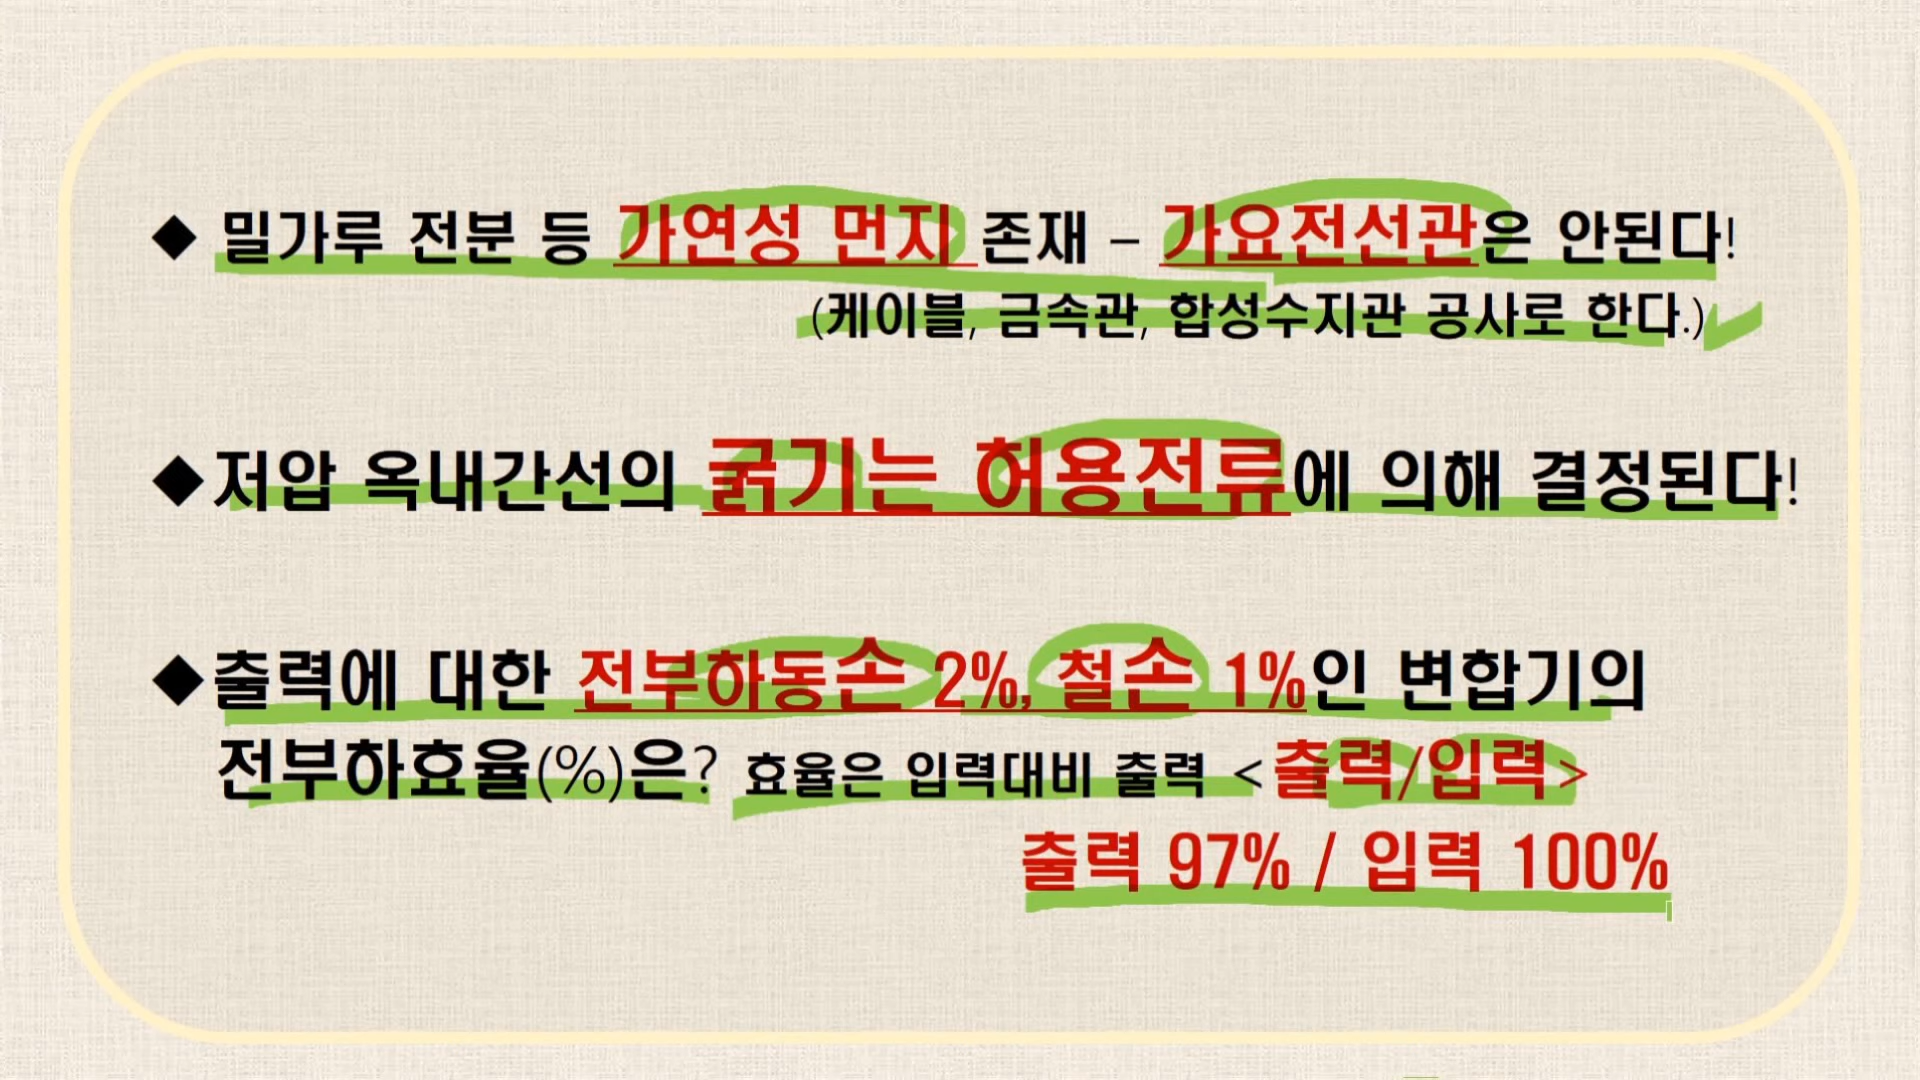 ◆ 밀가루 전분 등 가연성 먼지 존재 – 가요전선관은 안된다!
(케이블, 금속관, 합성수지관 공사로 한다.)
◆저압 옥내간선의 굵기는 허용전류에 의해 결정된다!
◆출력에 대한 전부하동손 2%, 철손 1%인 변합기의
전부하효율(%)은? 효율은 입력대비 출력 <출력/입력>
출력 97% / 입력 100%